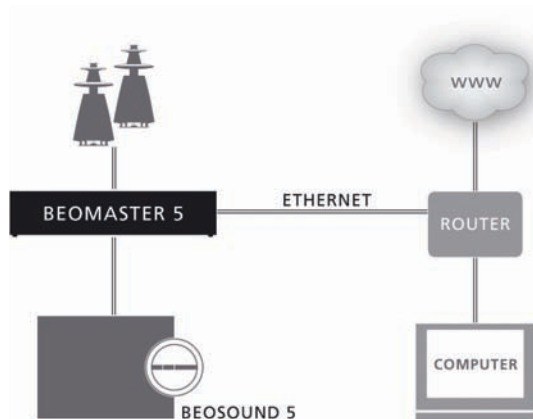 WWW
BEOMASTER 5
ETHERNET
ROUTER
COMPUTER
BEOSOUND 5